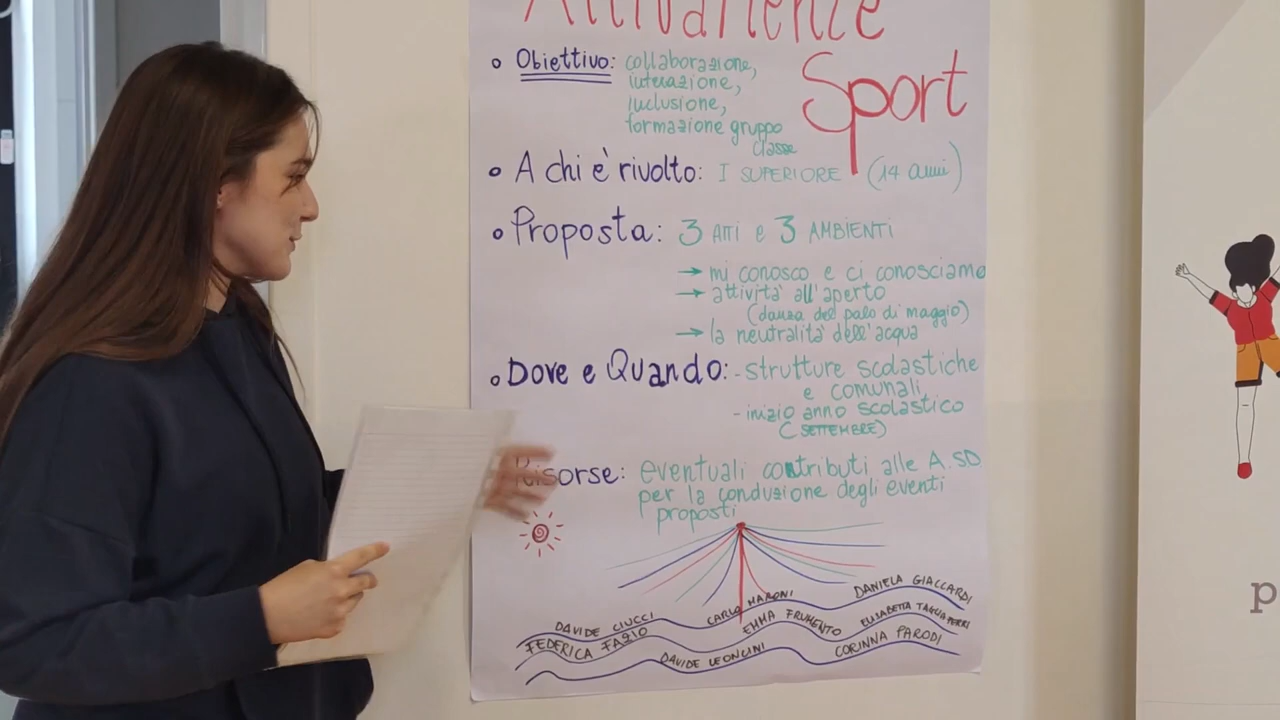 Attivamente
Sport
Obiettivo: collaborazione,
interazione,
inclusione,
formazione gruppo
classe
A chi è rivolto: I SUPERIORE (14 anni)
Proposta: 3 ATTI e 3 AMBIENTI
→ mi conosco e ci conosciamo
→ attività all'aperto
(danza del palo di maggio)
→ la neutralità dell'acqua
Dove e Quando: - strutture scolastiche
e comunali
- inizio anno scolastico
(SETTEMBRE)
Risorse: eventuali contributi alle A.SD
per la conduzione degli eventi
proposti
DAVIDE CIUCCI CARLO MARONI DANIELA GIACCARDI
FEDERICA FAZIO EMMA FRUMENTO ELISABETTA TAGLIAFERRI
DAVIDE LEONCINI CORINNA PARODI
p